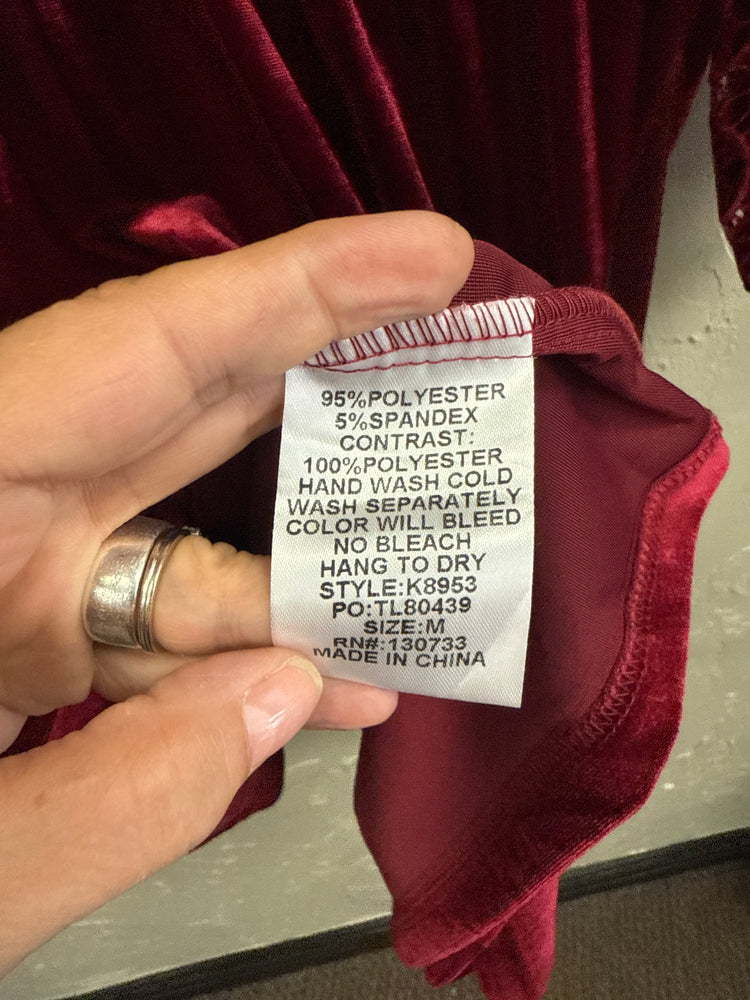 95%POLYESTER
5%SPANDEX
CONTRAST:
100%POLYESTER
HAND WASH COLD
WASH SEPARATELY
COLOR WILL BLEED
NO BLEACH
HANG TO DRY
STYLE:K8953
PO:TL80439
SIZE:M
RN#:130733
MADE IN CHINA